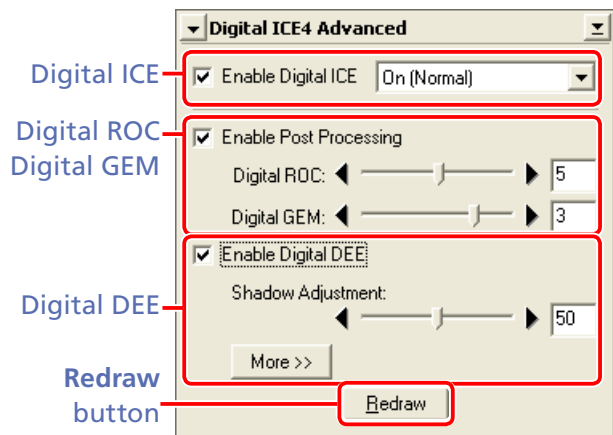 Digital ICE4 Advanced
Digital ICE
Enable Digital ICE On (Normal)
Digital ROC
Digital GEM
Enable Post Processing
Digital ROC: 5
Digital GEM: 3
Enable Digital DEE
Digital DEE
Shadow Adjustment:
50
More >>
Redraw
button
Redraw